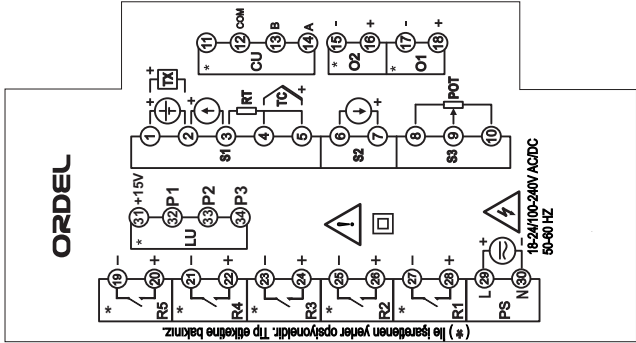 ORDEL
PS
L 29 +
N 30 -
18-24/100-240V AC/DC
50-60 HZ
R1 *
27 -
28 +
R2 *
25 -
26 +
R3 *
23 -
24 +
R4 *
21 -
22 +
R5 *
19 -
20 +
LU *
31 +15V
32 P1
33 P2
34 P3
S1
1
2
3
4
5
+ TX -
RT
TC
S2
6
7
S3
8
9
10
POT
CU *
11
12 COM
13 B
14 A
O2 *
15 -
16 +
O1 *
17 -
18 +
( * ) ile işaretlenen yerler opsiyoneldir. Tip etiketine bakınız.